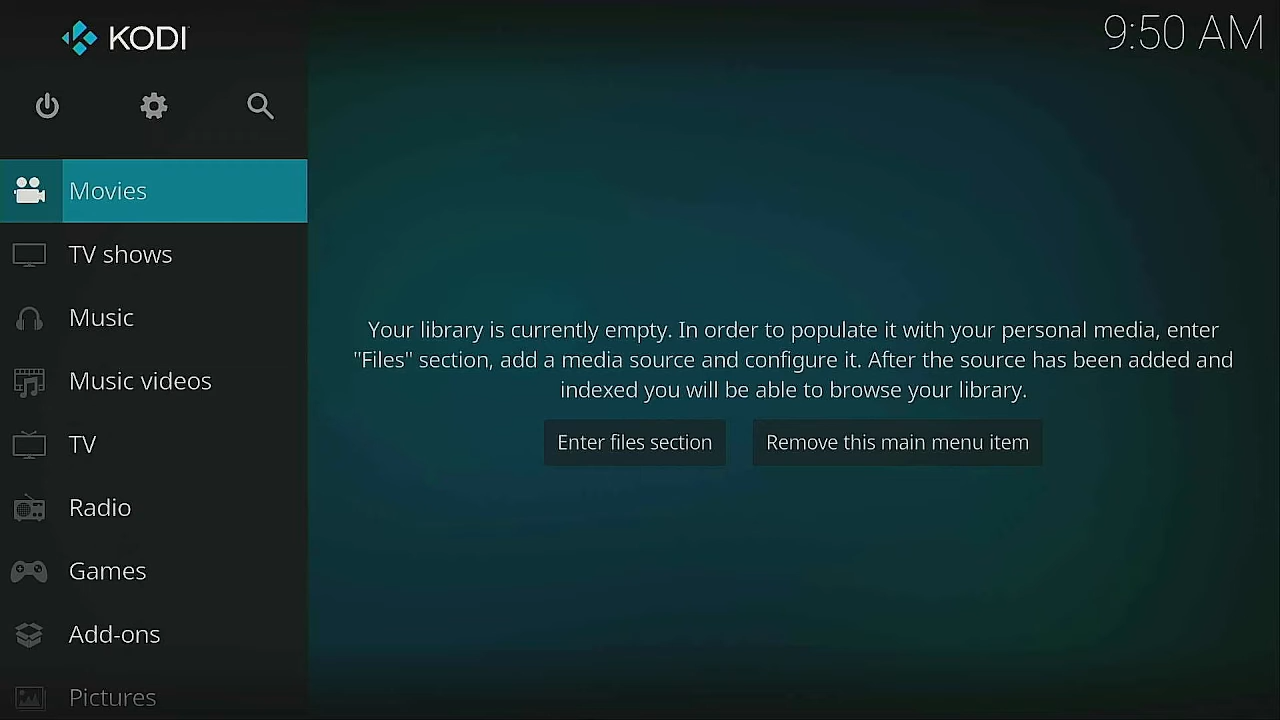 KODI
9:50 AM
Movies
TV shows
Music
Music videos
TV
Radio
Games
Add-ons
Pictures
Your library is currently empty. In order to populate it with your personal media, enter
"Files" section, add a media source and configure it. After the source has been added and
indexed you will be able to browse your library.
Enter files section
Remove this main menu item